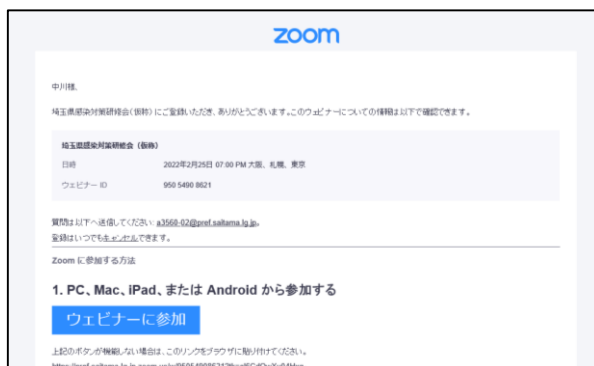 zoom
中川様、
埼玉県感染対策研修会(仮称) にご登録いただき、ありがとうございます。このウェビナーについての情報は以下で確認できます。
埼玉県感染対策研修会 (仮称)
日時 2022年2月25日 07:00 PM 大阪、札幌、東京
ウェビナー ID 950 5490 8621
質問は以下へ送信してください: a3560-02@pref.saitama.lg.jp。
登録はいつでもキャンセルできます。
Zoom に参加する方法
1. PC、Mac、iPad、または Android から参加する
ウェビナーに参加
上記のボタンが機能しない場合は、このリンクをブラウザに貼り付けてください。